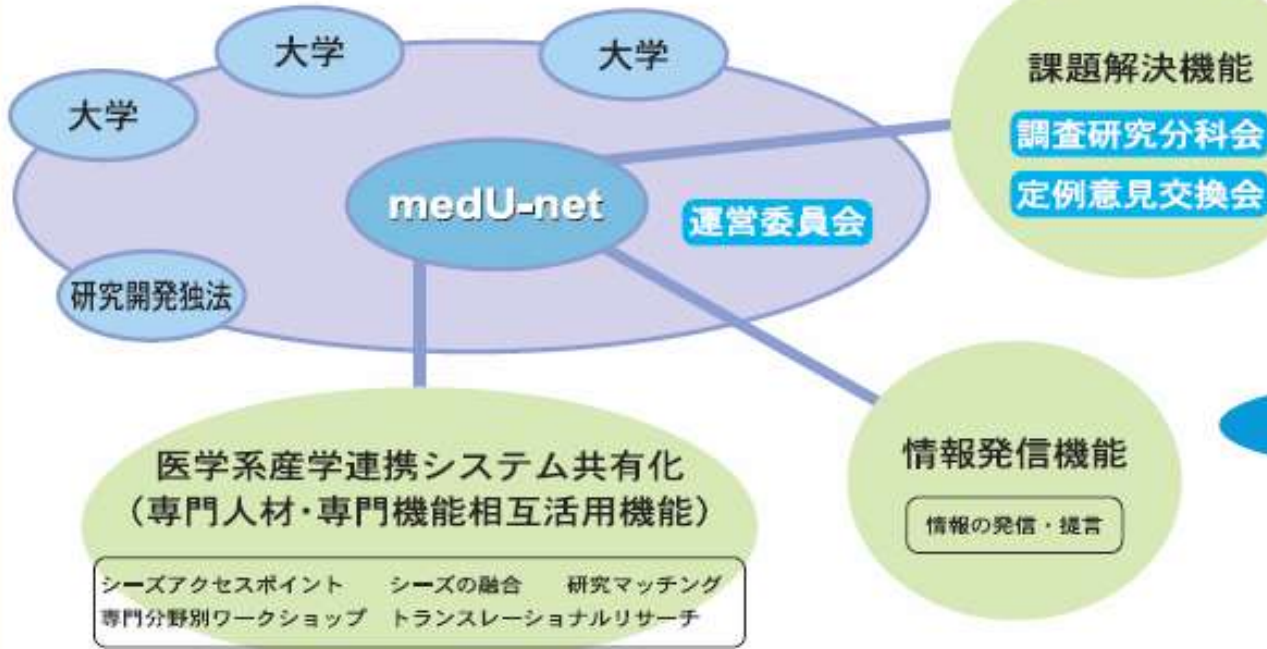 大学
大学
大学
medU-net
運営委員会
研究開発独法
課題解決機能
調査研究分科会
定例意見交換会
医学系産学連携システム共有化
（専門人材・専門機能相互活用機能）
シーズアクセスポイント　シーズの融合　研究マッチング
専門分野別ワークショップ　トランスレーショナルリサーチ
情報発信機能
情報の発信・提言